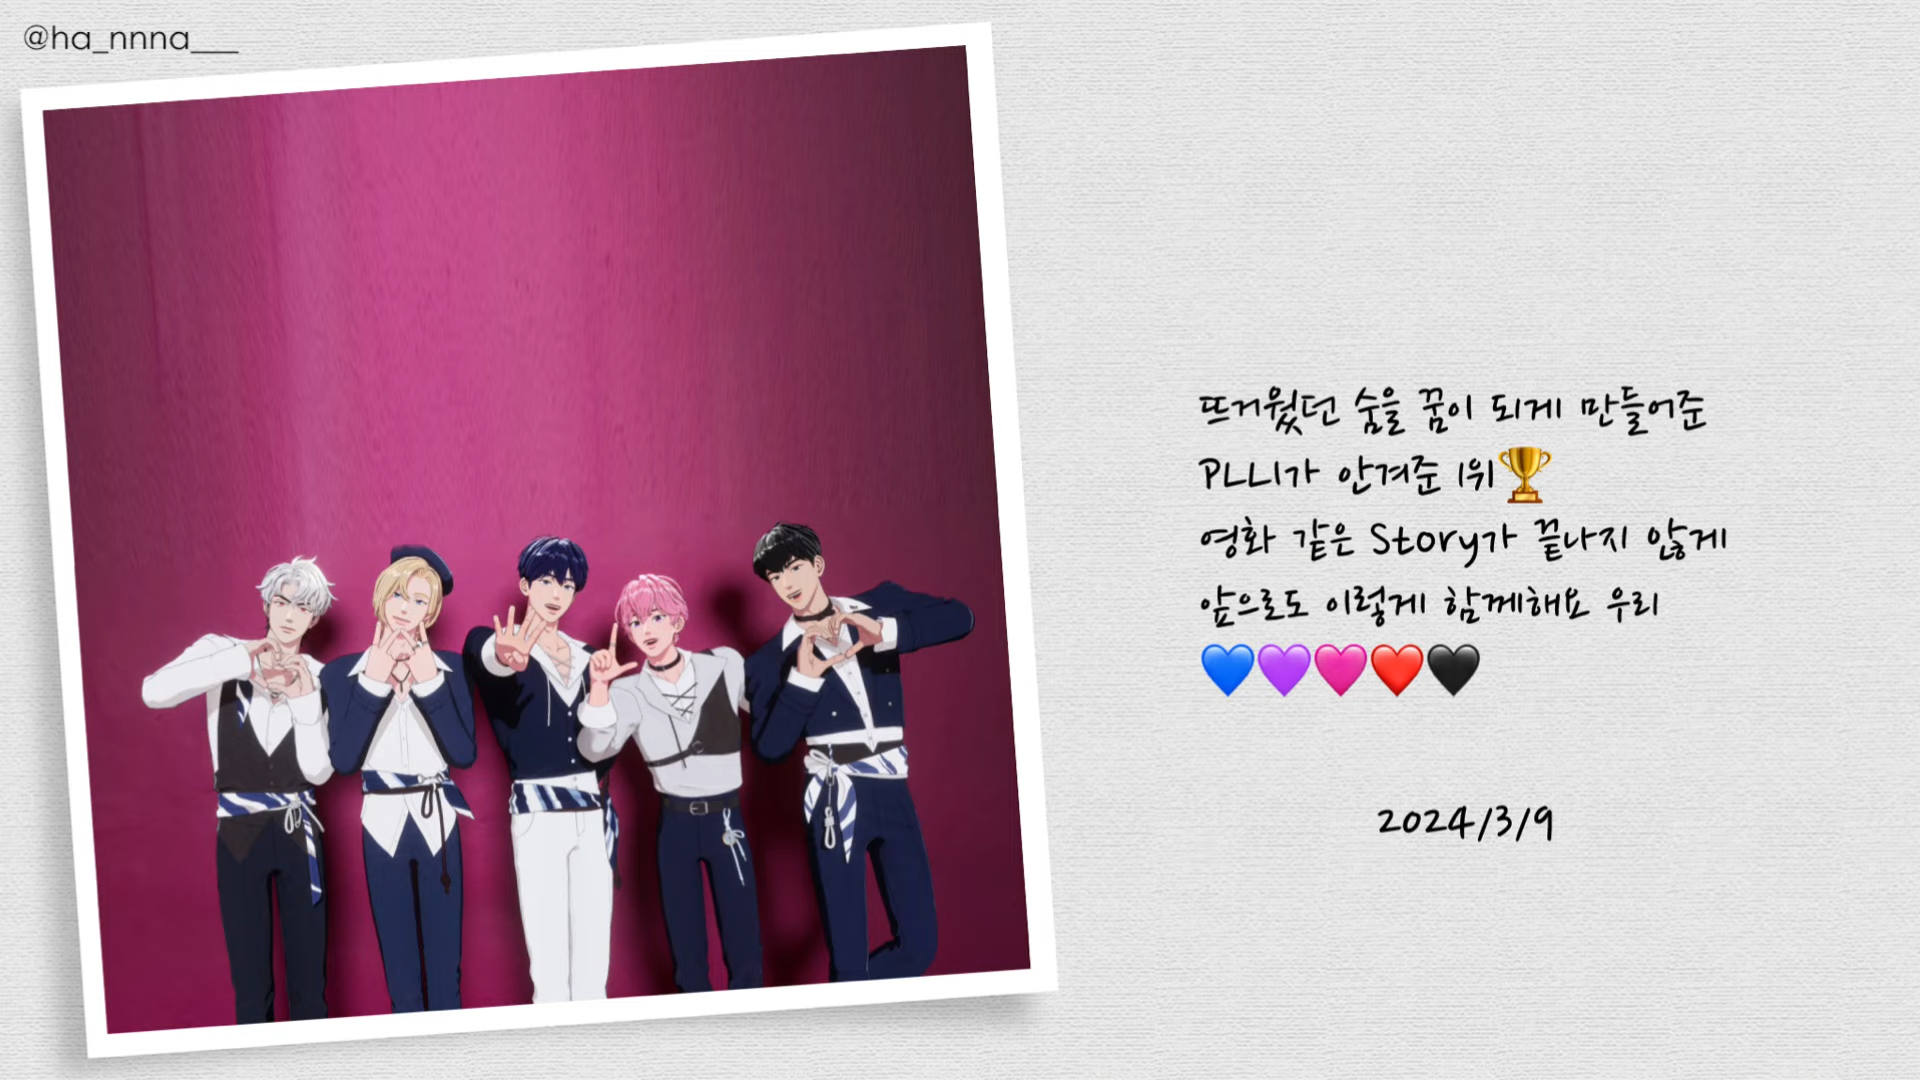 @ha_nnna___
뜨거웠던 숨을 꿈이 되게 만들어준
PLLI가 안겨준 1위🏆
영화 같은 Story가 끝나지 않게
앞으로도 이렇게 함께해요 우리
💙💜🩷❤️🖤
2024/3/9